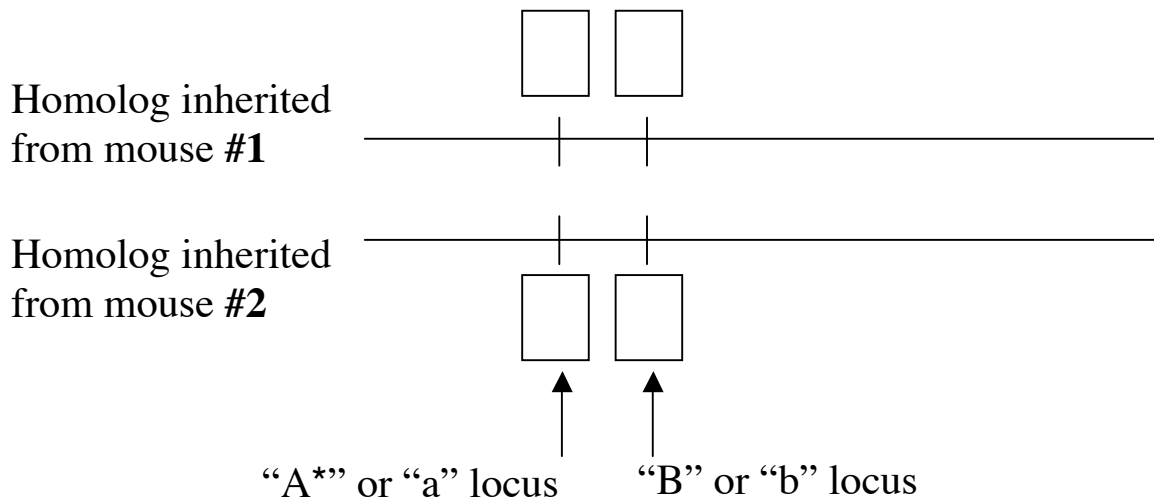 Homolog inherited
from mouse #1
Homolog inherited
from mouse #2
“A*” or “a” locus
“B” or “b” locus